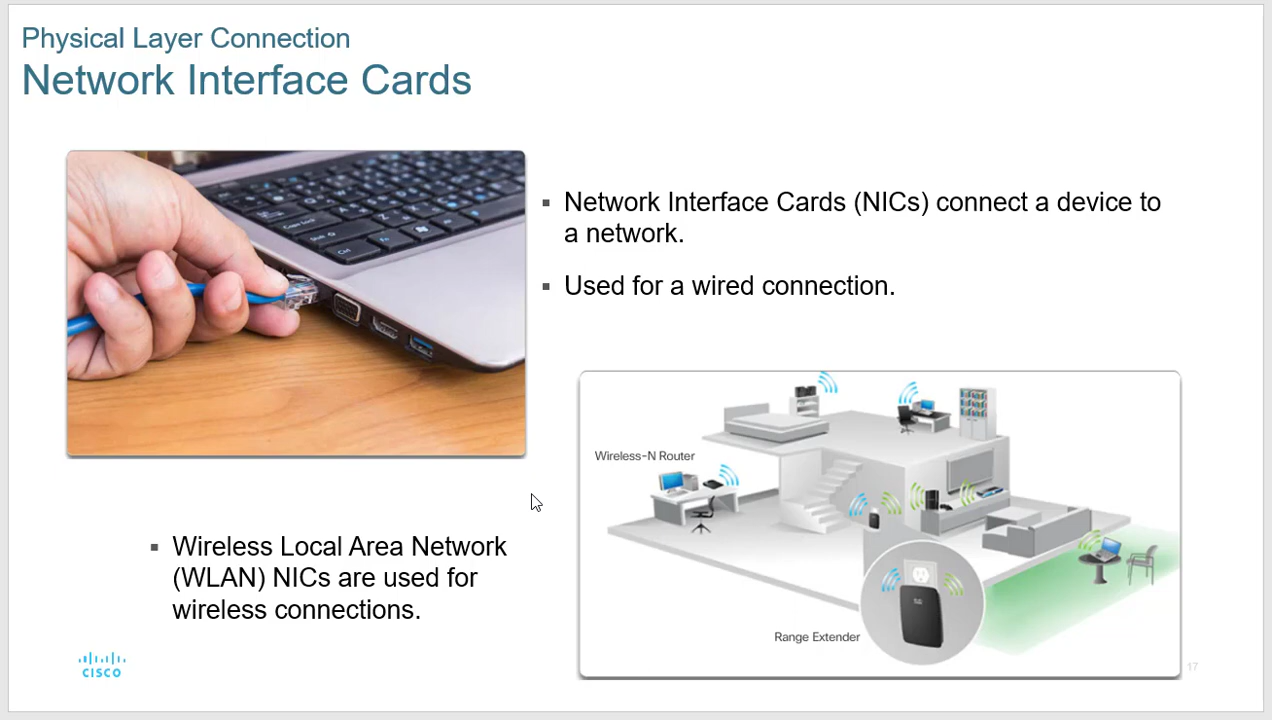 Physical Layer Connection
Network Interface Cards
▪ Network Interface Cards (NICs) connect a device to
a network.
▪ Used for a wired connection.
Wireless-N Router
Range Extender
▪ Wireless Local Area Network
(WLAN) NICs are used for
wireless connections.
CISCO
17